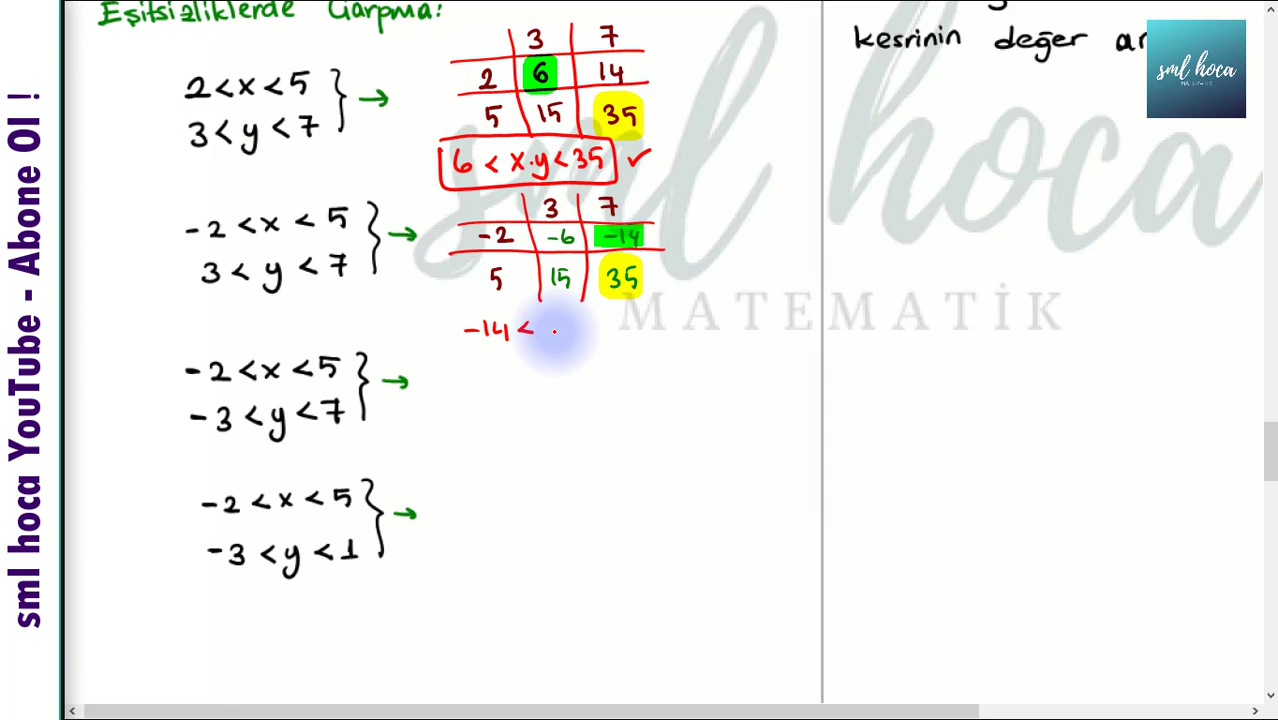 Eşitsizliklerde Çarpma:
2 < x < 5
3 < y < 7
→
3 7
2 6 14
5 15 35
6 < x.y < 35 ✓
-2 < x < 5
3 < y < 7
→
3 7
-2 -6 -14
5 15 35
-14 < .
-2 < x < 5
-3 < y < 7
→
-2 < x < 5
-3 < y < 1
→
kesrinin değer ar
sml hoca
sml hoca
MATEMATİK
sml hoca YouTube - Abone Ol !